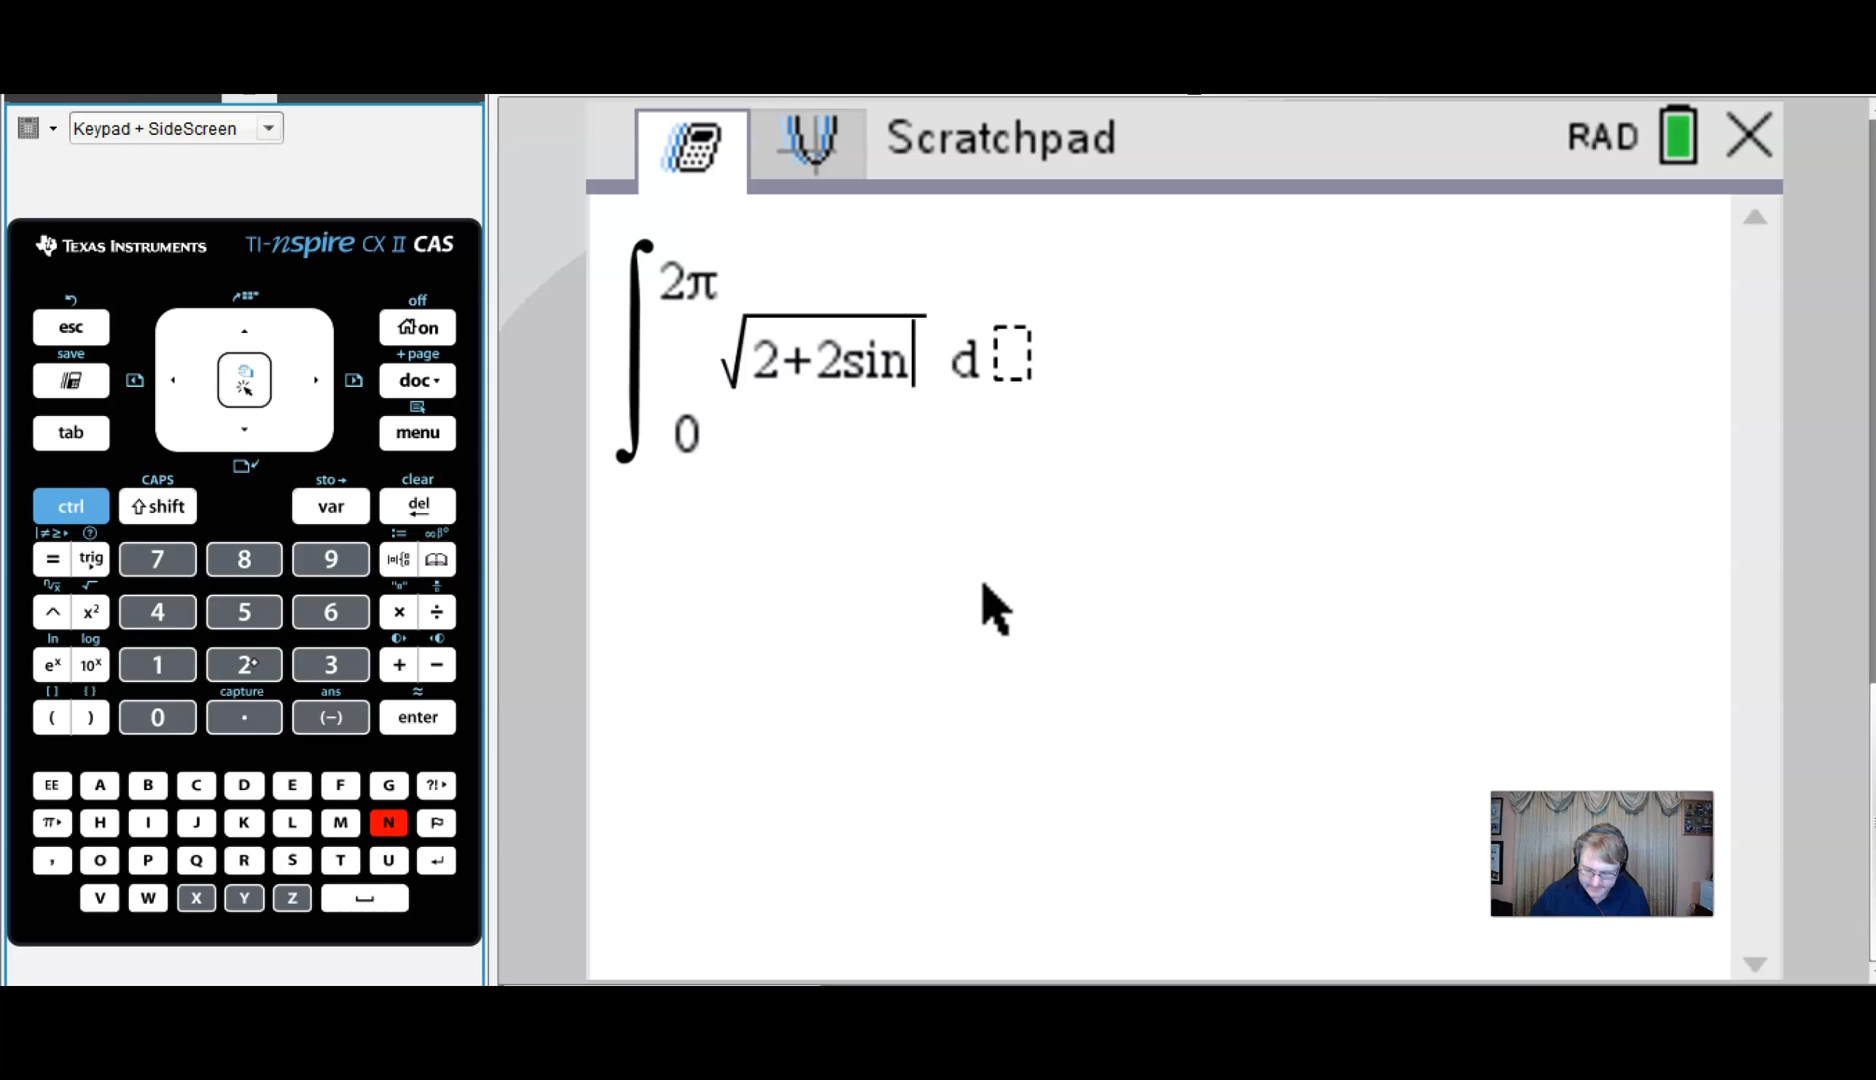 Keypad + SideScreen
Scratchpad
RAD
TEXAS INSTRUMENTS TI-nspire CX II CAS
off
esc
on
save
+ page
doc
tab
menu
CAPS
sto→
clear
ctrl
shift
var
del
|≠≥▸ ? := ∞β°
= trig 7 8 9
ⁿ√x √ "▫"
^ x² 4 5 6 × ÷
ln log
eˣ 10ˣ 1 2 3 + −
[ ] { } capture ans ≈
( ) 0 . (−) enter
EE A B C D E F G ?!▸
π▸ H I J K L M N
, O P Q R S T U ↵
V W X Y Z
2π
∫ √2+2sin d
0